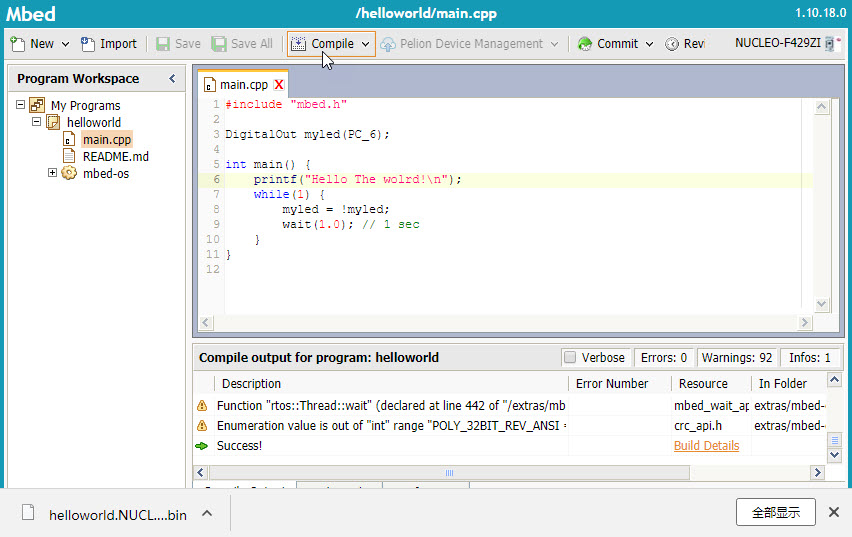 Mbed /helloworld/main.cpp 1.10.18.0
New Import Save Save All Compile Pelion Device Management Commit Revi NUCLEO-F429ZI
Program Workspace
My Programs
helloworld
main.cpp
README.md
mbed-os
main.cpp X
1 #include "mbed.h"
2
3 DigitalOut myled(PC_6);
4
5 int main() {
6 printf("Hello The wolrd!\n");
7 while(1) {
8 myled = !myled;
9 wait(1.0); // 1 sec
10 }
11 }
12
Compile output for program: helloworld Verbose Errors: 0 Warnings: 92 Infos: 1
Description Error Number Resource In Folder
Function "rtos::Thread::wait" (declared at line 442 of "/extras/mb mbed_wait_ap extras/mbed-
Enumeration value is out of "int" range "POLY_32BIT_REV_ANSI = crc_api.h extras/mbed-
Success! Build Details
helloworld.NUCL....bin 全部显示